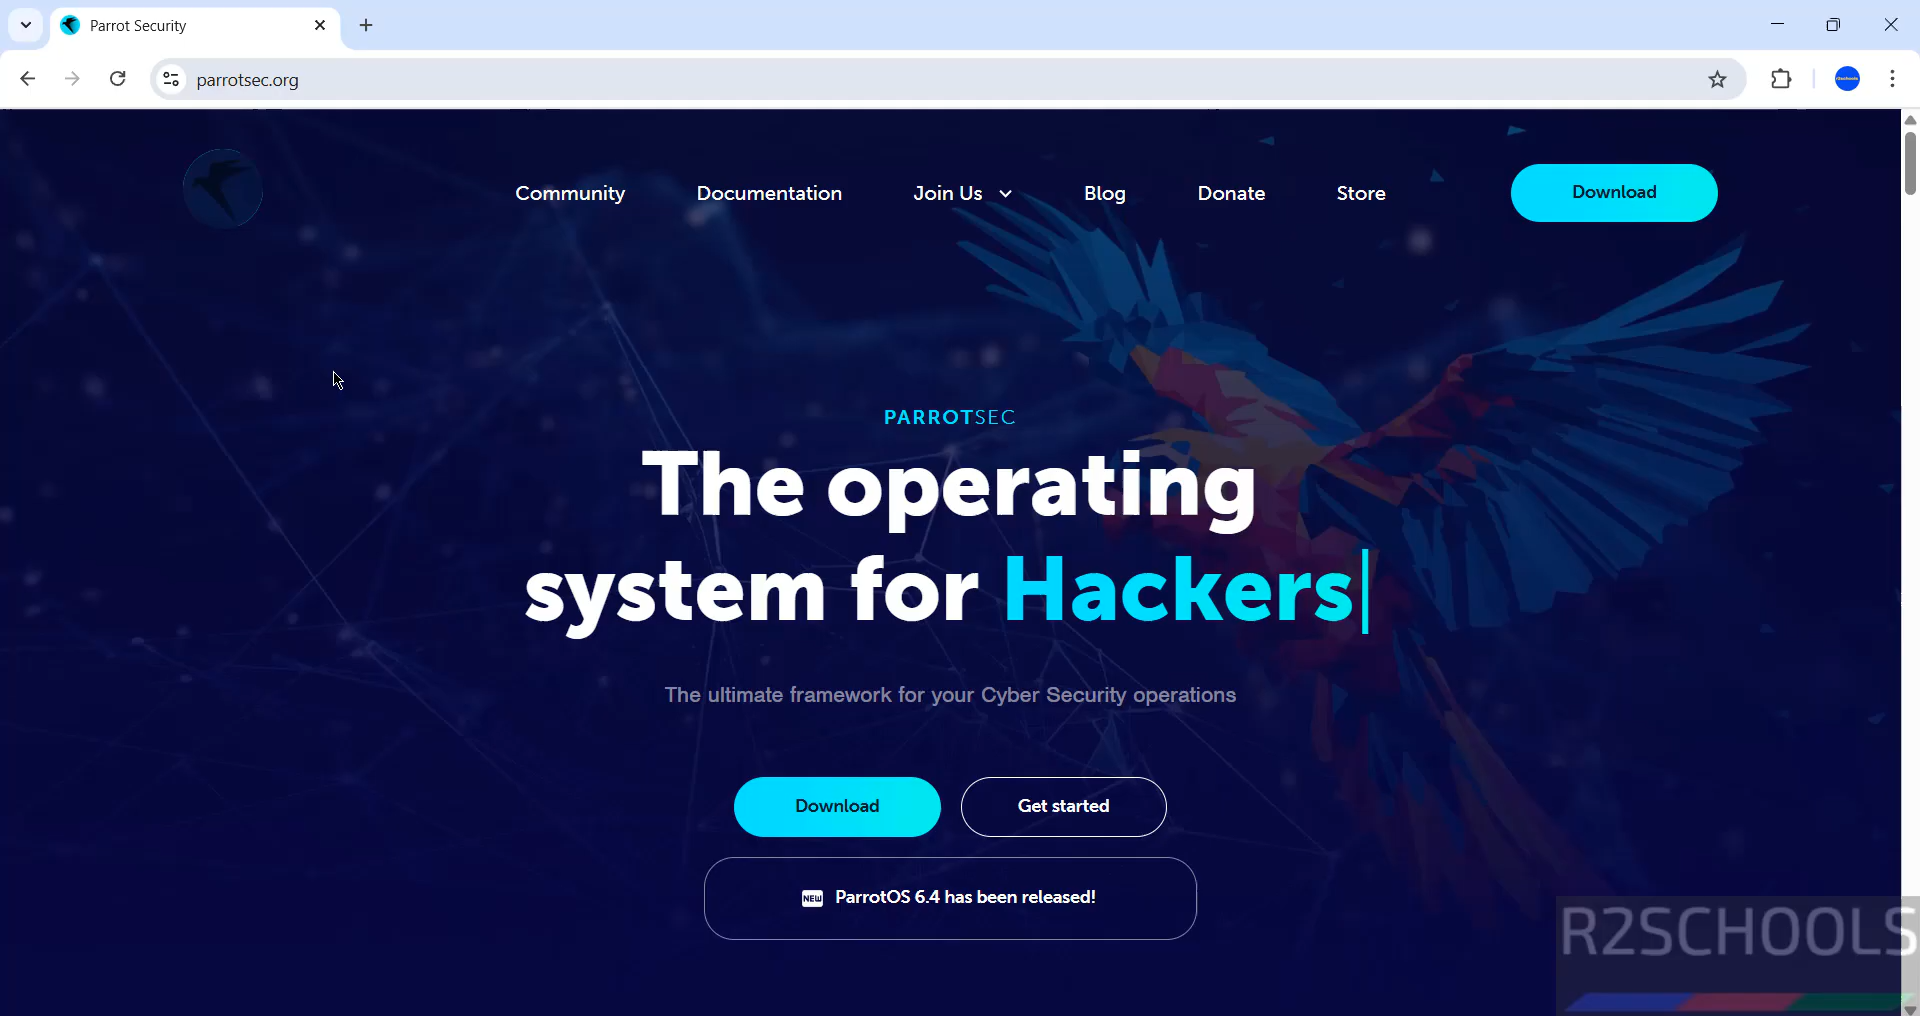 Parrot Security
parrotsec.org
Community
Documentation
Join Us
Blog
Donate
Store
Download
PARROTSEC
The operating
system for Hackers
The ultimate framework for your Cyber Security operations
Download
Get started
NEW ParrotOS 6.4 has been released!
R2SCHOOLS